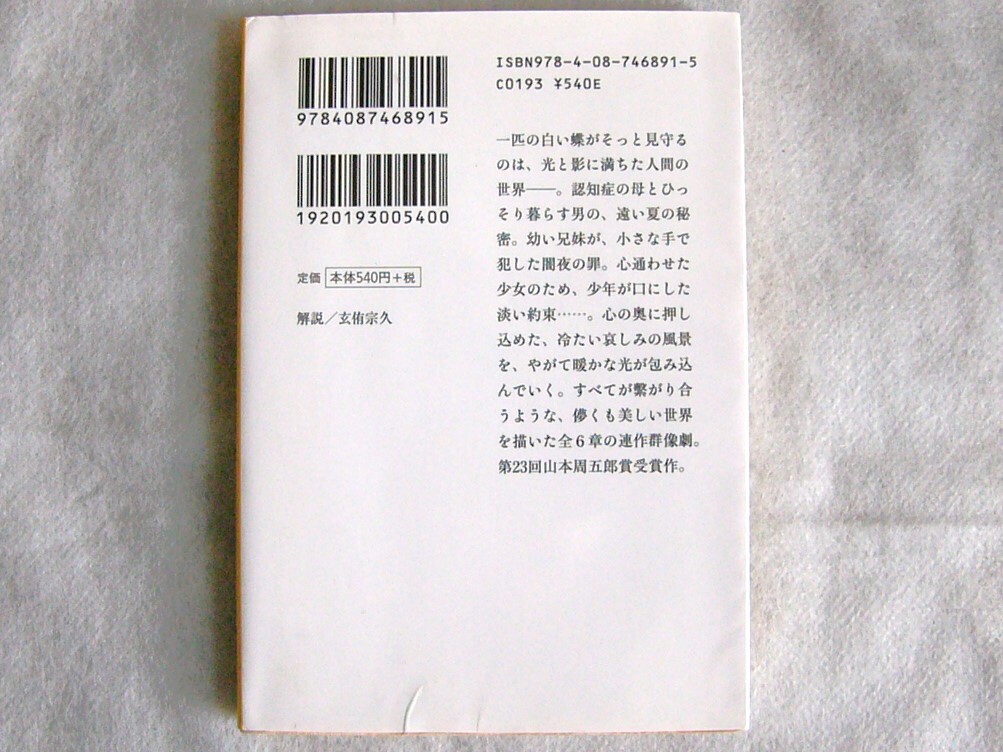 9784087468915
1920193005400
定価 本体540円+税
解説／玄侑宗久
ISBN978-4-08-746891-5
C0193 ¥540E
一匹の白い蝶がそっと見守る
のは、光と影に満ちた人間の
世界――。認知症の母とひっ
そり暮らす男の、遠い夏の秘
密。幼い兄妹が、小さな手で
犯した闇夜の罪。心通わせた
少女のため、少年が口にした
淡い約束……。心の奥に押し
込めた、冷たい哀しみの風景
を、やがて暖かな光が包み込
んでいく。すべてが繫がり合
うような、儚くも美しい世界
を描いた全6章の連作群像劇。
第23回山本周五郎賞受賞作。